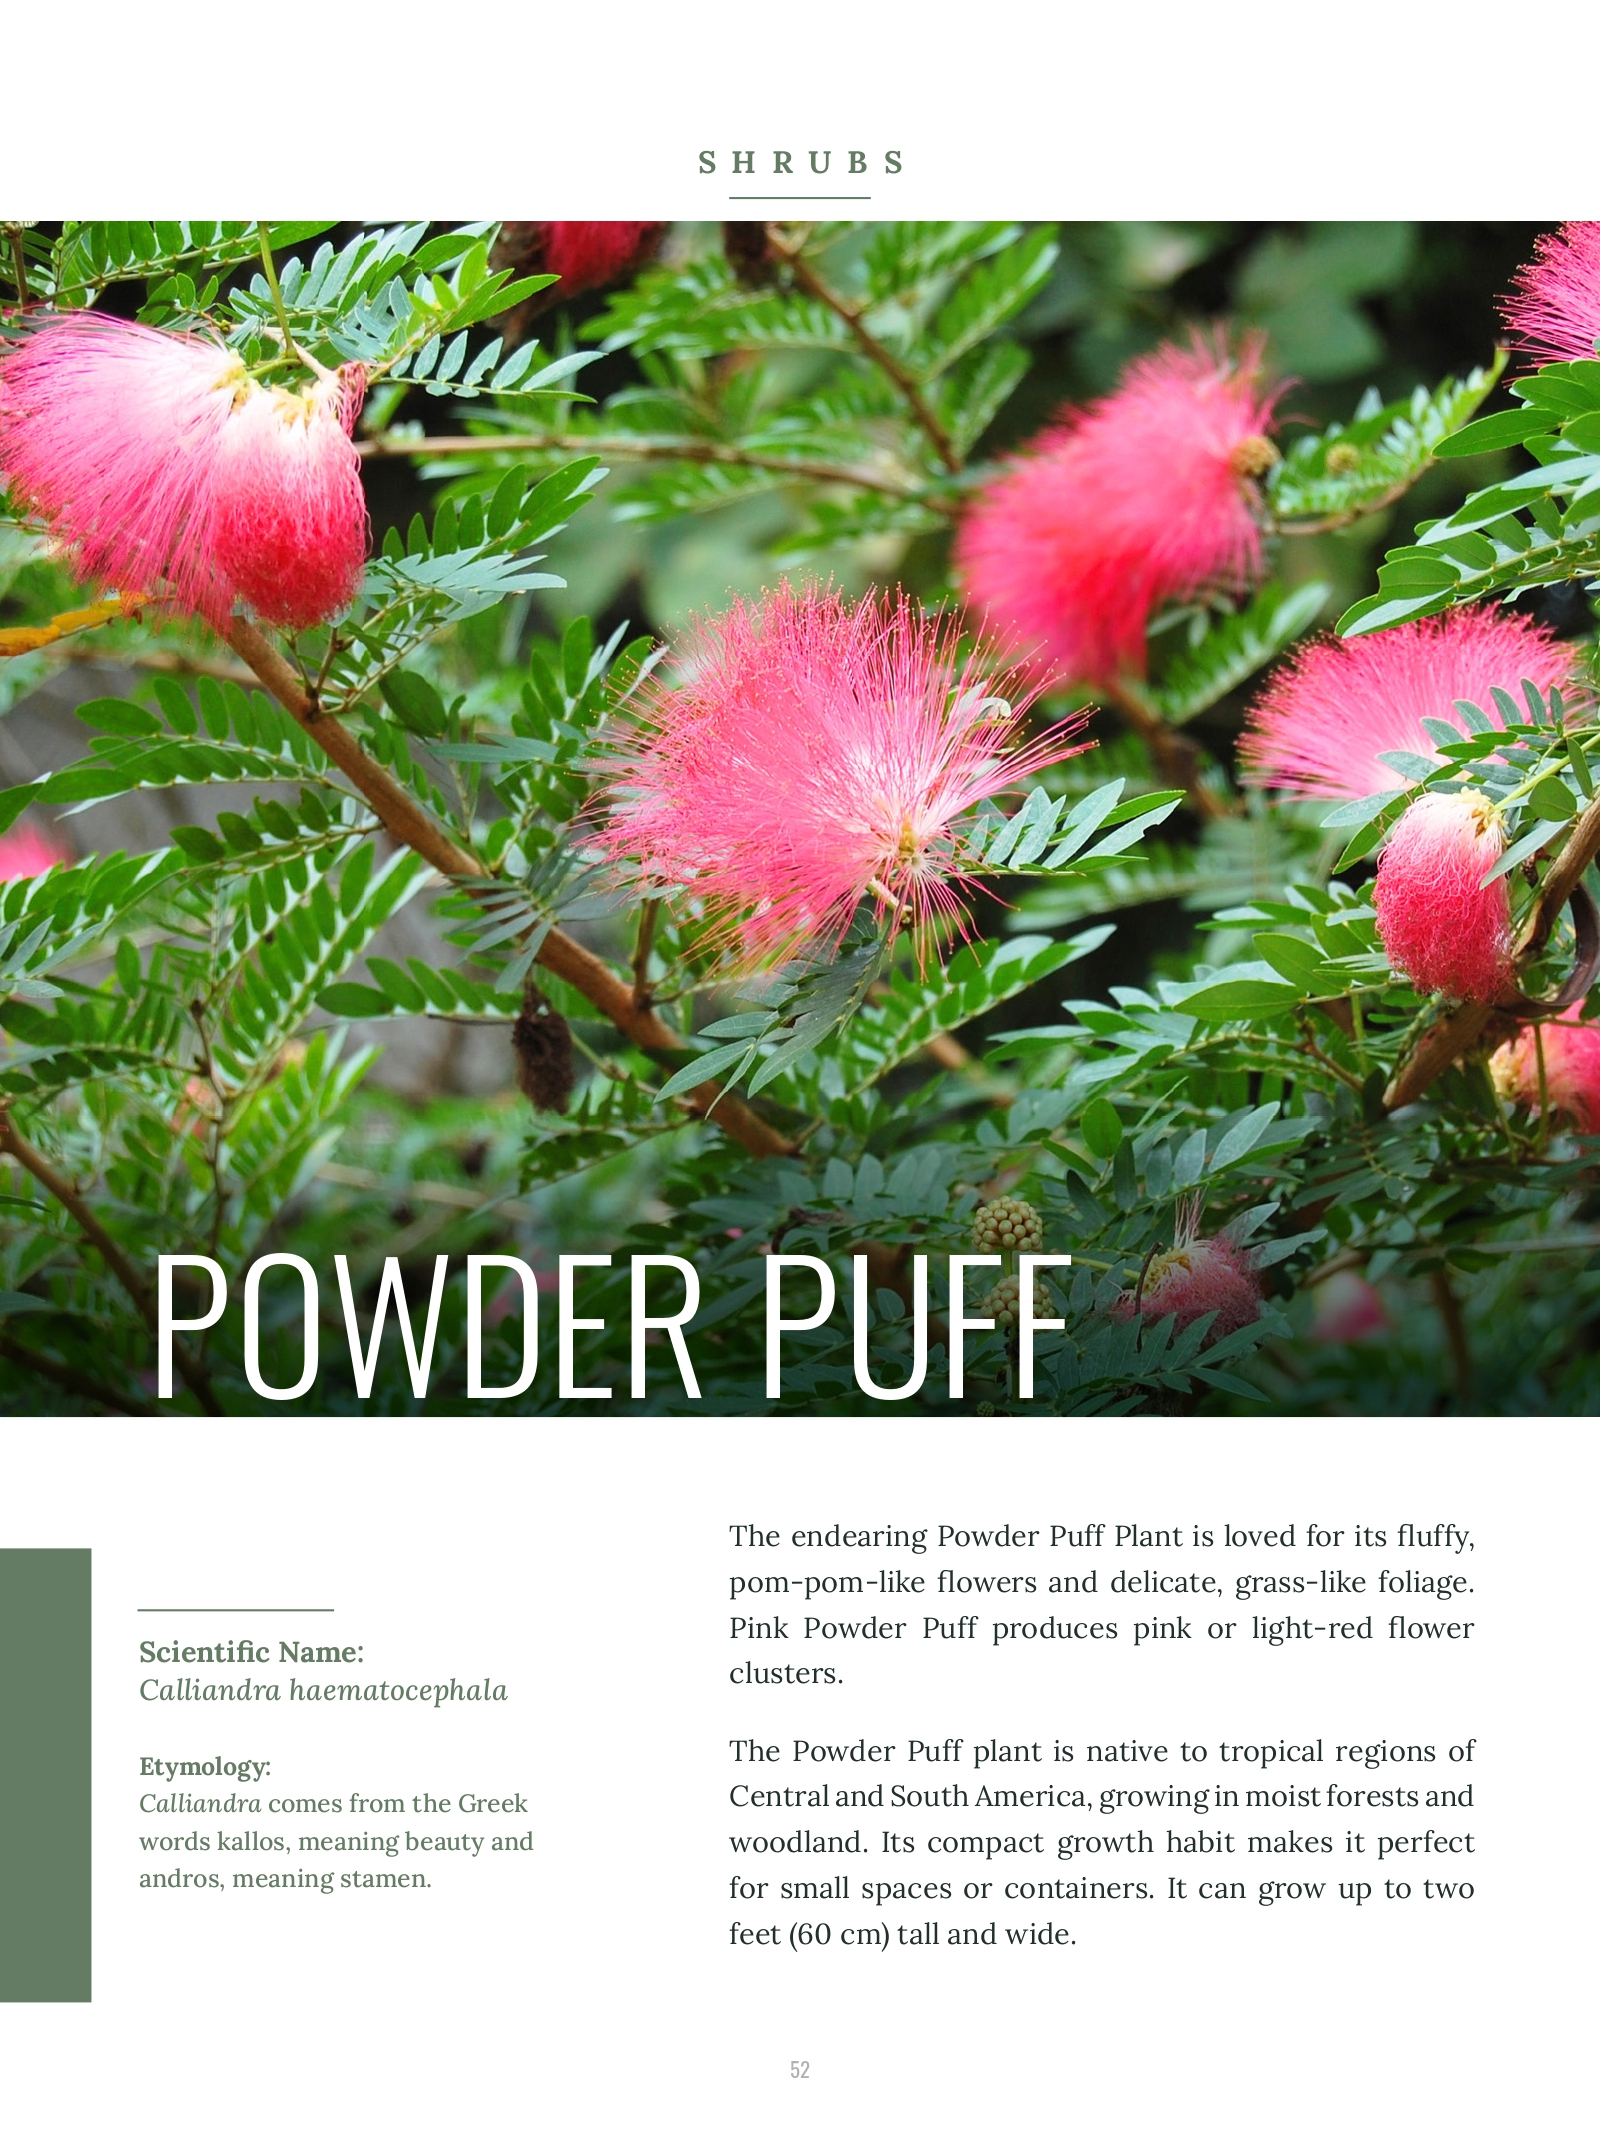 SHRUBS
POWDER PUFF
Scientific Name:
Calliandra haematocephala
Etymology:
Calliandra comes from the Greek
words kallos, meaning beauty and
andros, meaning stamen.
The endearing Powder Puff Plant is loved for its fluffy,
pom-pom-like flowers and delicate, grass-like foliage.
Pink Powder Puff produces pink or light-red flower
clusters.
The Powder Puff plant is native to tropical regions of
Central and South America, growing in moist forests and
woodland. Its compact growth habit makes it perfect
for small spaces or containers. It can grow up to two
feet (60 cm) tall and wide.
52